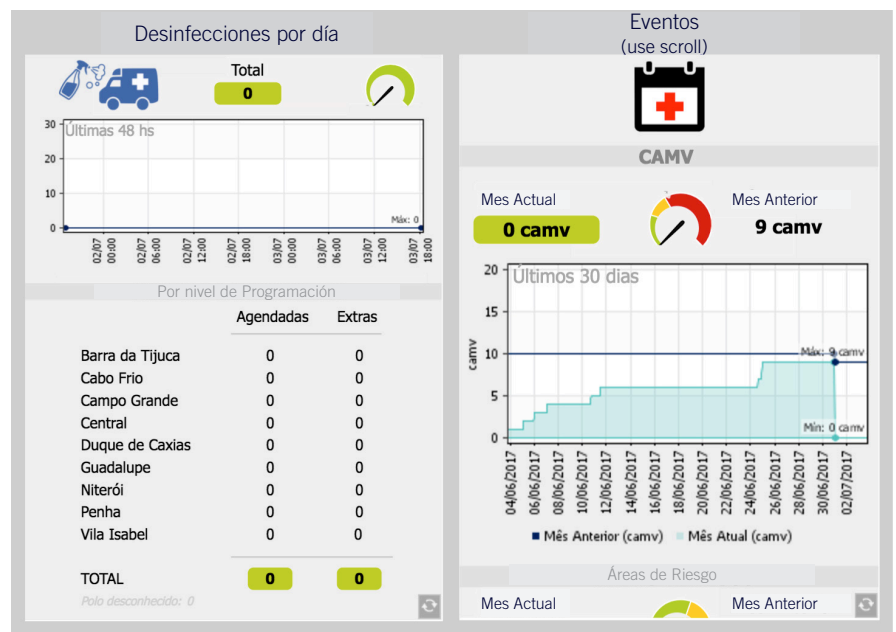 Desinfecciones por día
Total
0
30
Últimas 48 hs
20
10
Máx: 0
0
02/07 00:00
02/07 06:00
02/07 12:00
02/07 18:00
03/07 00:00
03/07 06:00
03/07 12:00
03/07 18:00
Por nivel de Programación
Agendadas Extras
Barra da Tijuca 0 0
Cabo Frio 0 0
Campo Grande 0 0
Central 0 0
Duque de Caxias 0 0
Guadalupe 0 0
Niterói 0 0
Penha 0 0
Vila Isabel 0 0
TOTAL 0 0
Polo desconhecido: 0
Eventos
(use scroll)
CAMV
Mes Actual Mes Anterior
0 camv 9 camv
20
Últimos 30 dias
15
camv
10
Máx: 9 camv
5
Mín: 0 camv
0
04/06/2017
06/06/2017
08/06/2017
10/06/2017
12/06/2017
14/06/2017
16/06/2017
18/06/2017
20/06/2017
22/06/2017
24/06/2017
26/06/2017
28/06/2017
30/06/2017
02/07/2017
Mês Anterior (camv) Mês Atual (camv)
Áreas de Riesgo
Mes Actual Mes Anterior